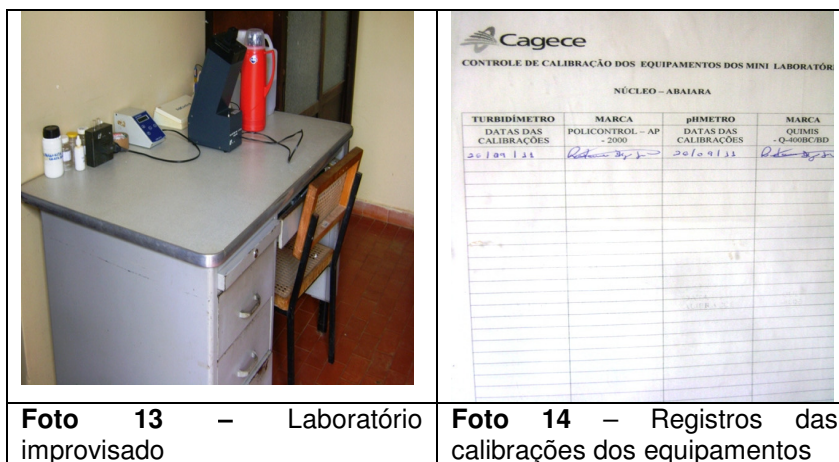 Cagece
CONTROLE DE CALIBRAÇÃO DOS EQUIPAMENTOS DOS MINI LABORATÓRI
NÚCLEO – ABAIARA
TURBIDÍMETRO MARCA pHMETRO MARCA
DATAS DAS POLICONTROL – AP DATAS DAS QUIMIS
CALIBRAÇÕES - 2000 CALIBRAÇÕES - Q-400BC/BD
20/09/11 20/09/11
Foto 13 – Laboratório
improvisado
Foto 14 – Registros das
calibrações dos equipamentos